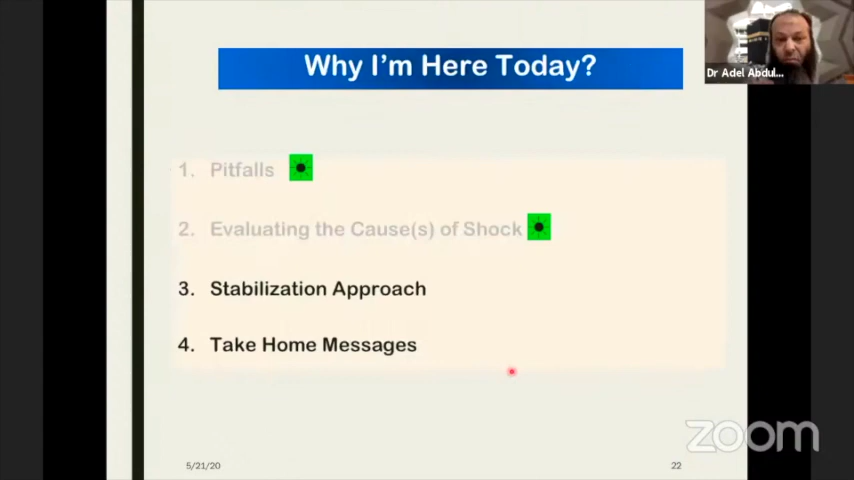 Why I'm Here Today?
Dr Adel Abdul...
1. Pitfalls
2. Evaluating the Cause(s) of Shock
3. Stabilization Approach
4. Take Home Messages
zoom
5/21/20
22